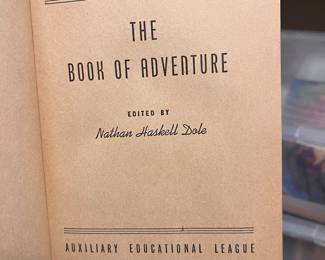 THE
BOOK OF ADVENTURE
EDITED BY
Nathan Haskell Dole
AUXILIARY EDUCATIONAL LEAGUE